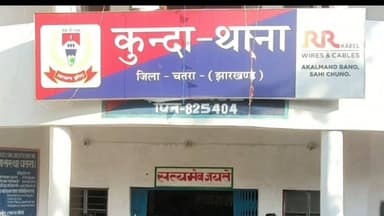 कुन्दा-थाना
जिला - चतरा - (झारखण्ड)
RR KABEL
WIRES & CABLES
AKALMAND BANO,
SAHI CHUNO.
पिन-825404
सत्यमेव जयते